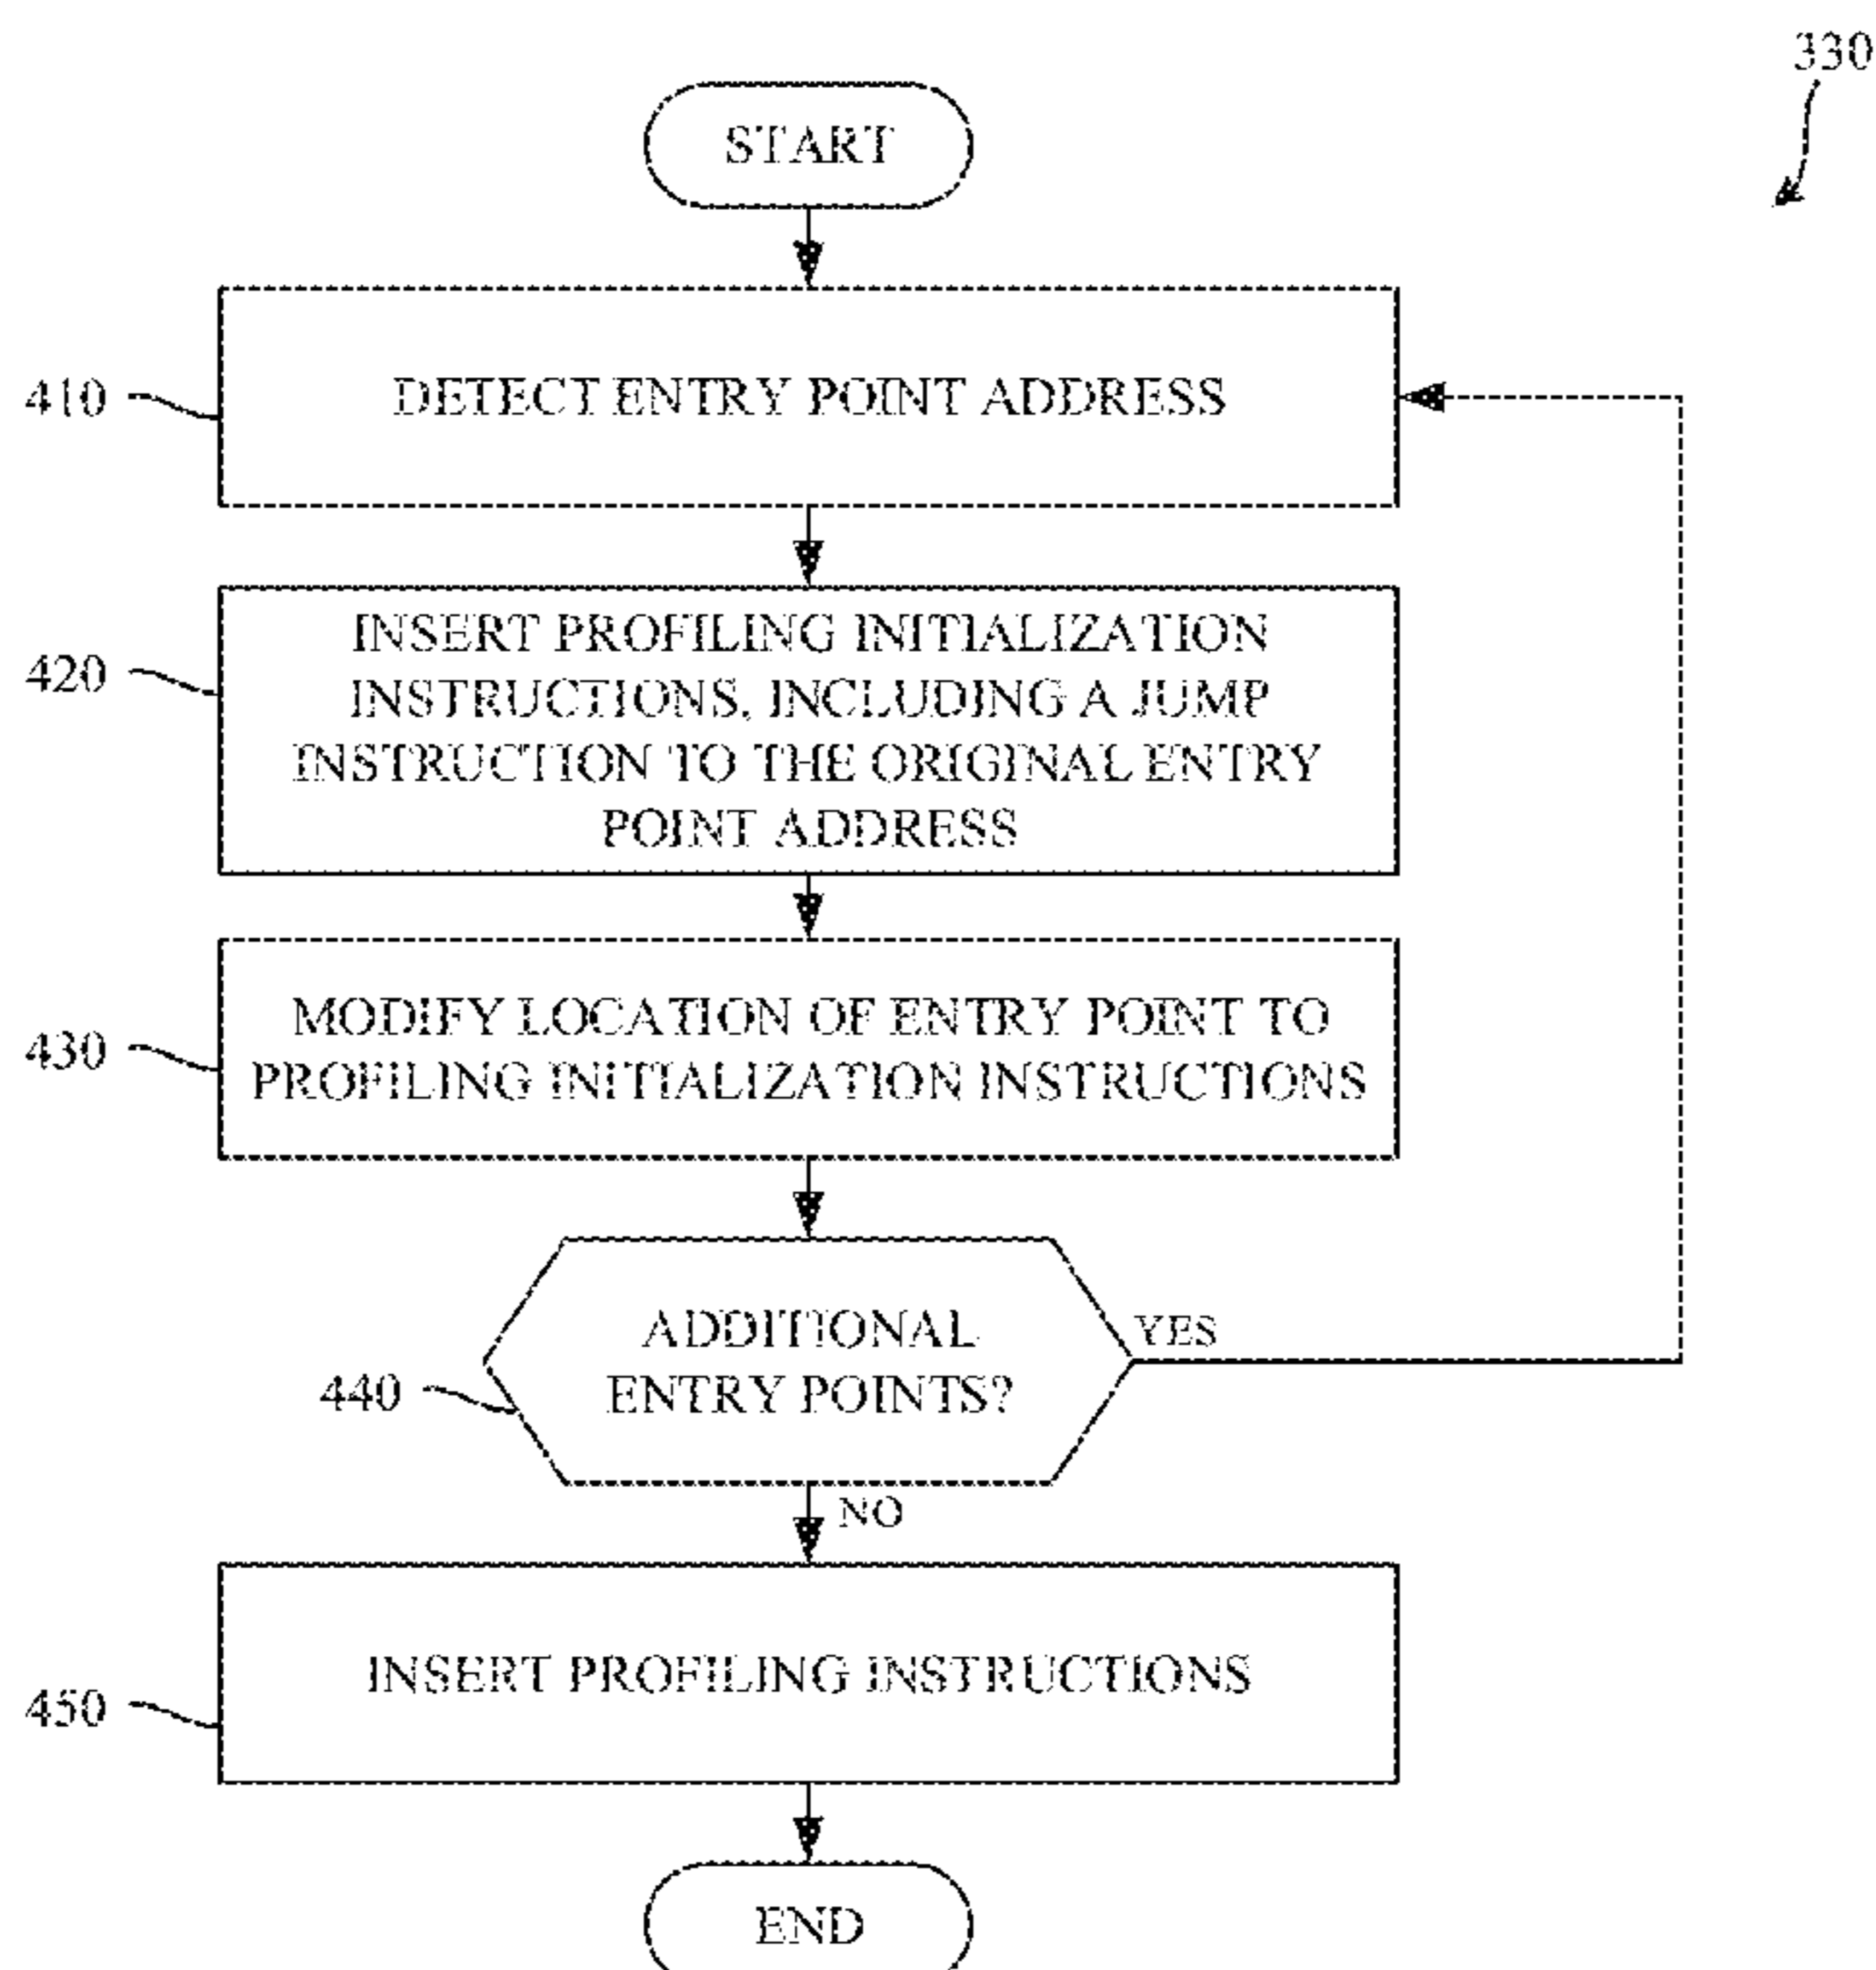 330
START
410
DETECT ENTRY POINT ADDRESS
420
INSERT PROFILING INITIALIZATION
INSTRUCTIONS, INCLUDING A JUMP
INSTRUCTION TO THE ORIGINAL ENTRY
POINT ADDRESS
430
MODIFY LOCATION OF ENTRY POINT TO
PROFILING INITIALIZATION INSTRUCTIONS
440
ADDITIONAL
ENTRY POINTS?
YES
NO
450
INSERT PROFILING INSTRUCTIONS
END